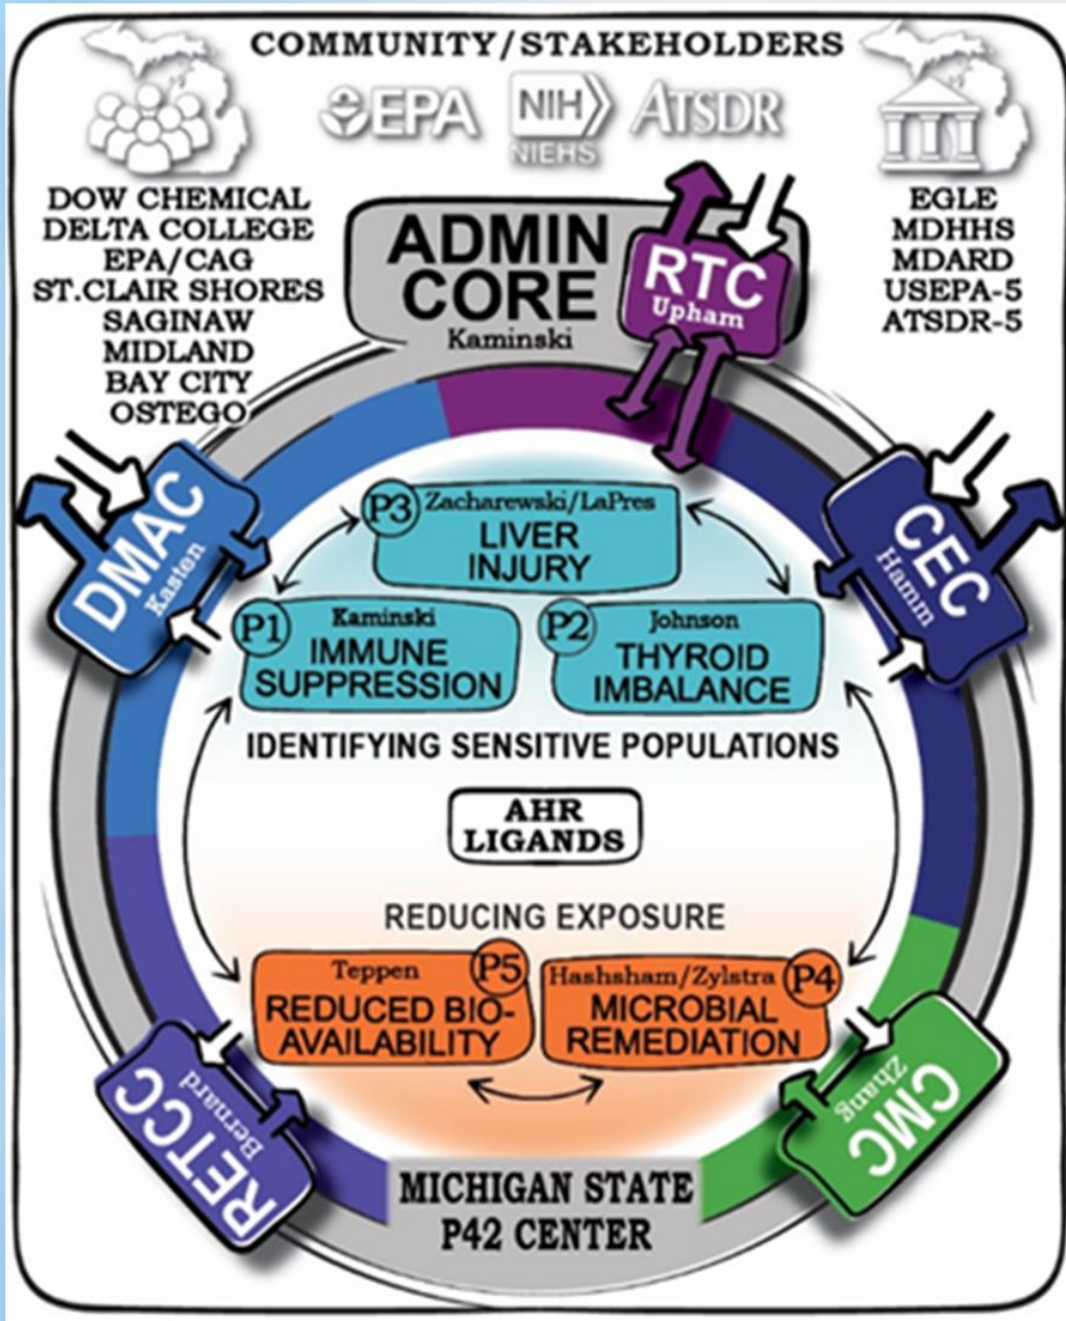 COMMUNITY/STAKEHOLDERS
EPA
NIH
NIEHS
ATSDR
DOW CHEMICAL
DELTA COLLEGE
EPA/CAG
ST.CLAIR SHORES
SAGINAW
MIDLAND
BAY CITY
OSTEGO
EGLE
MDHHS
MDARD
USEPA-5
ATSDR-5
ADMIN
CORE
Kaminski
RTC
Upham
DMAC
Kasten
CEC
Hamm
P3 Zacharewski/LaPres
LIVER
INJURY
P1 Kaminski
IMMUNE
SUPPRESSION
P2 Johnson
THYROID
IMBALANCE
IDENTIFYING SENSITIVE POPULATIONS
AHR
LIGANDS
REDUCING EXPOSURE
Teppen P5
REDUCED BIO-
AVAILABILITY
Hashsham/Zylstra P4
MICROBIAL
REMEDIATION
RETCC
Bernard
CMC
Zhang
MICHIGAN STATE
P42 CENTER